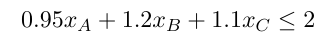 0.95x_A + 1.2x_B + 1.1x_C ≤ 2